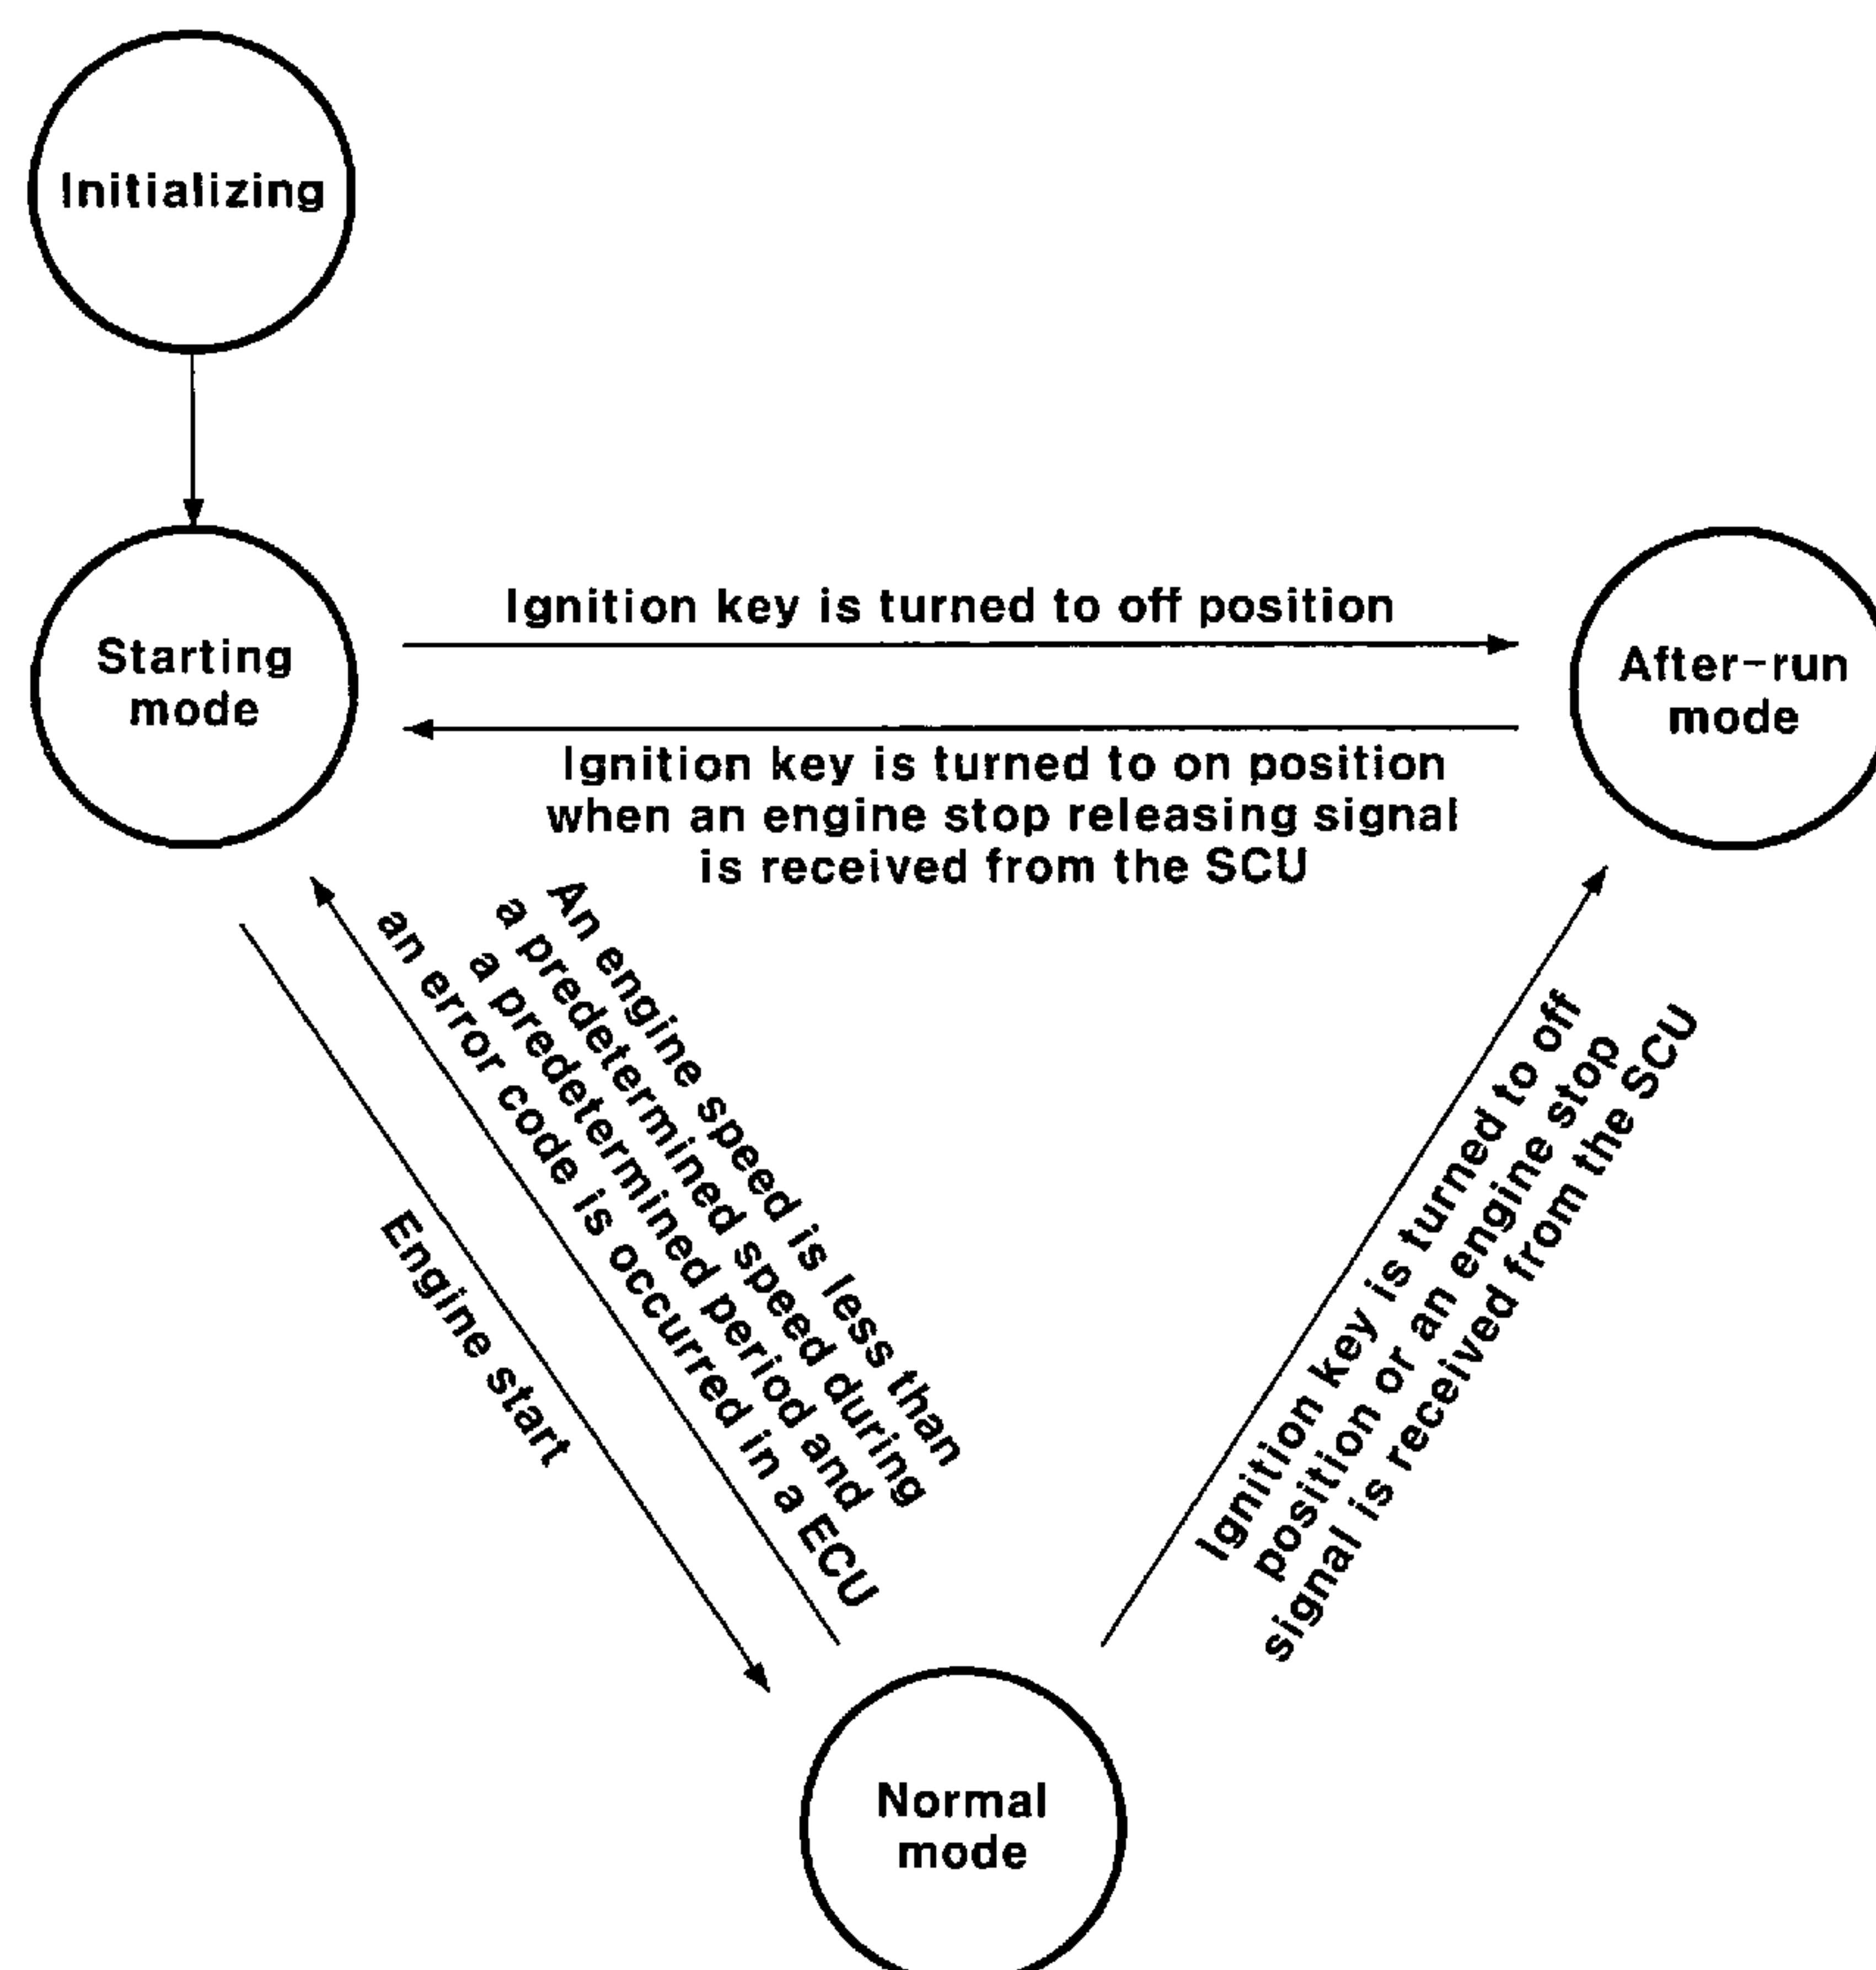 Initializing
Starting
mode
Ignition key is turned to off position
After-run
mode
Ignition key is turned to on position
when an engine stop releasing signal
is received from the SCU
An engine speed is less than
a predetermined speed during
a predetermined period and
an error code is occurred in a ECU
Engine start
Ignition key is turned to off
position or an engine stop
signal is received from the SCU
Normal
mode